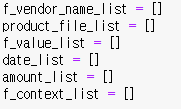 f_vendor_name_list = []
product_file_list = []
f_value_list = []
date_list = []
amount_list = []
f_context_list = []